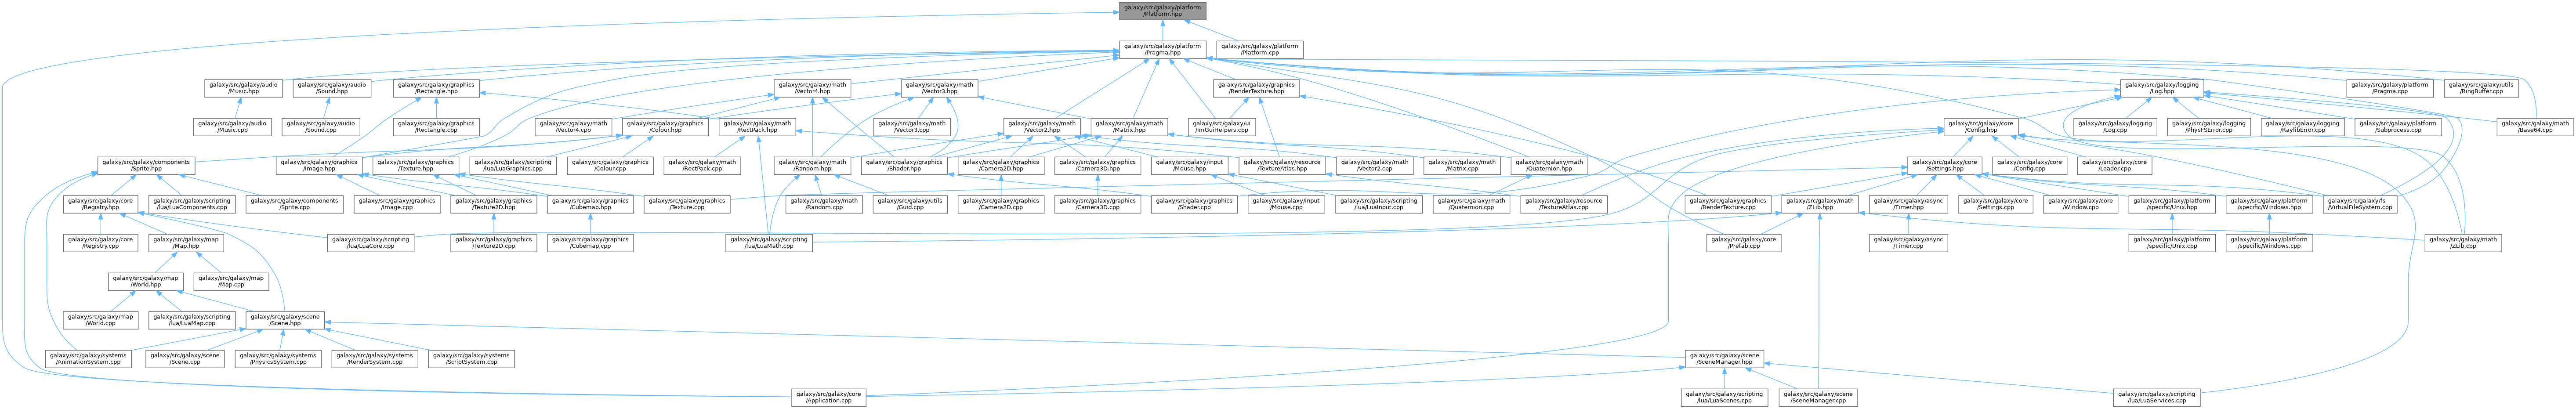 galaxy/src/galaxy/platform
/Platform.hpp
galaxy/src/galaxy/platform
/Pragma.hpp
galaxy/src/galaxy/platform
/Platform.cpp
galaxy/src/galaxy/audio
/Music.hpp
galaxy/src/galaxy/audio
/Sound.hpp
galaxy/src/galaxy/graphics
/Rectangle.hpp
galaxy/src/galaxy/math
/Vector4.hpp
galaxy/src/galaxy/math
/Vector3.hpp
galaxy/src/galaxy/graphics
/RenderTexture.hpp
galaxy/src/galaxy/logging
/Log.hpp
galaxy/src/galaxy/platform
/Pragma.cpp
galaxy/src/galaxy/utils
/RingBuffer.cpp
galaxy/src/galaxy/audio
/Music.cpp
galaxy/src/galaxy/audio
/Sound.cpp
galaxy/src/galaxy/graphics
/Rectangle.cpp
galaxy/src/galaxy/math
/Vector4.cpp
galaxy/src/galaxy/graphics
/Colour.hpp
galaxy/src/galaxy/math
/RectPack.hpp
galaxy/src/galaxy/math
/Vector3.cpp
galaxy/src/galaxy/math
/Vector2.hpp
galaxy/src/galaxy/math
/Matrix.hpp
galaxy/src/galaxy/ui
/ImGuiHelpers.cpp
galaxy/src/galaxy/core
/Config.hpp
galaxy/src/galaxy/logging
/Log.cpp
galaxy/src/galaxy/logging
/PhysFSError.cpp
galaxy/src/galaxy/logging
/RaylibError.cpp
galaxy/src/galaxy/platform
/Subprocess.cpp
galaxy/src/galaxy/math
/Base64.cpp
galaxy/src/galaxy/components
/Sprite.hpp
galaxy/src/galaxy/graphics
/Image.hpp
galaxy/src/galaxy/graphics
/Texture.hpp
galaxy/src/galaxy/scripting
/lua/LuaGraphics.cpp
galaxy/src/galaxy/graphics
/Colour.cpp
galaxy/src/galaxy/math
/RectPack.cpp
galaxy/src/galaxy/math
/Random.hpp
galaxy/src/galaxy/graphics
/Shader.hpp
galaxy/src/galaxy/graphics
/Camera2D.hpp
galaxy/src/galaxy/graphics
/Camera3D.hpp
galaxy/src/galaxy/input
/Mouse.hpp
galaxy/src/galaxy/resource
/TextureAtlas.hpp
galaxy/src/galaxy/math
/Vector2.cpp
galaxy/src/galaxy/math
/Matrix.cpp
galaxy/src/galaxy/math
/Quaternion.hpp
galaxy/src/galaxy/core
/Settings.hpp
galaxy/src/galaxy/core
/Config.cpp
galaxy/src/galaxy/core
/Loader.cpp
galaxy/src/galaxy/core
/Registry.hpp
galaxy/src/galaxy/scripting
/lua/LuaComponents.cpp
galaxy/src/galaxy/components
/Sprite.cpp
galaxy/src/galaxy/graphics
/Image.cpp
galaxy/src/galaxy/graphics
/Texture2D.hpp
galaxy/src/galaxy/graphics
/Cubemap.hpp
galaxy/src/galaxy/graphics
/Texture.cpp
galaxy/src/galaxy/math
/Random.cpp
galaxy/src/galaxy/utils
/Guid.cpp
galaxy/src/galaxy/graphics
/Camera2D.cpp
galaxy/src/galaxy/graphics
/Camera3D.cpp
galaxy/src/galaxy/graphics
/Shader.cpp
galaxy/src/galaxy/input
/Mouse.cpp
galaxy/src/galaxy/scripting
/lua/LuaInput.cpp
galaxy/src/galaxy/math
/Quaternion.cpp
galaxy/src/galaxy/resource
/TextureAtlas.cpp
galaxy/src/galaxy/graphics
/RenderTexture.cpp
galaxy/src/galaxy/math
/ZLib.hpp
galaxy/src/galaxy/async
/Timer.hpp
galaxy/src/galaxy/core
/Settings.cpp
galaxy/src/galaxy/core
/Window.cpp
galaxy/src/galaxy/platform
/specific/Unix.hpp
galaxy/src/galaxy/platform
/specific/Windows.hpp
galaxy/src/galaxy/fs
/VirtualFileSystem.cpp
galaxy/src/galaxy/core
/Registry.cpp
galaxy/src/galaxy/map
/Map.hpp
galaxy/src/galaxy/scripting
/lua/LuaCore.cpp
galaxy/src/galaxy/graphics
/Texture2D.cpp
galaxy/src/galaxy/graphics
/Cubemap.cpp
galaxy/src/galaxy/scripting
/lua/LuaMath.cpp
galaxy/src/galaxy/core
/Prefab.cpp
galaxy/src/galaxy/async
/Timer.cpp
galaxy/src/galaxy/platform
/specific/Unix.cpp
galaxy/src/galaxy/platform
/specific/Windows.cpp
galaxy/src/galaxy/math
/ZLib.cpp
galaxy/src/galaxy/map
/World.hpp
galaxy/src/galaxy/map
/Map.cpp
galaxy/src/galaxy/map
/World.cpp
galaxy/src/galaxy/scripting
/lua/LuaMap.cpp
galaxy/src/galaxy/scene
/Scene.hpp
galaxy/src/galaxy/systems
/AnimationSystem.cpp
galaxy/src/galaxy/scene
/Scene.cpp
galaxy/src/galaxy/systems
/PhysicsSystem.cpp
galaxy/src/galaxy/systems
/RenderSystem.cpp
galaxy/src/galaxy/systems
/ScriptSystem.cpp
galaxy/src/galaxy/scene
/SceneManager.hpp
galaxy/src/galaxy/core
/Application.cpp
galaxy/src/galaxy/scripting
/lua/LuaScenes.cpp
galaxy/src/galaxy/scene
/SceneManager.cpp
galaxy/src/galaxy/scripting
/lua/LuaServices.cpp